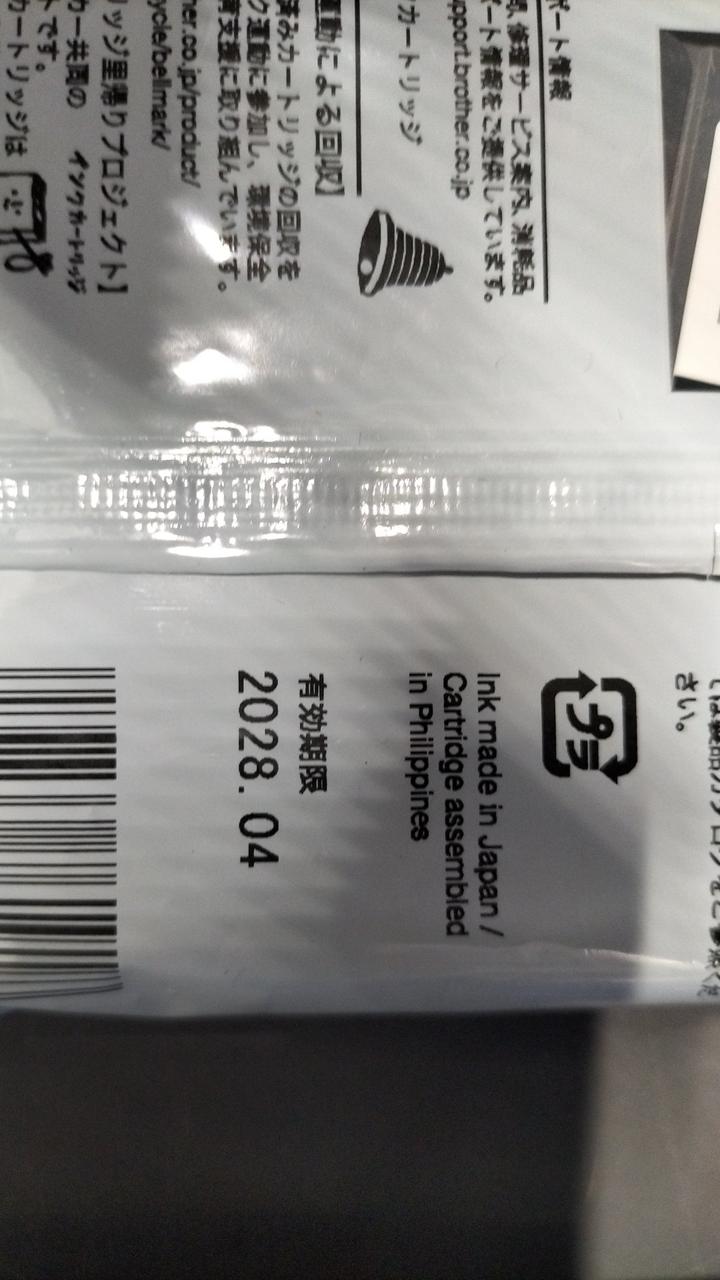 ート情報
修理サービス案内、消耗品
ート情報をご提供しています。
pport.brother.co.jp
カートリッジ
運動による回収】
済みカートリッジの回収を
ク運動に参加し、環境保全
支援に取り組んでいます。
her.co.jp/product/
ycle/bellmark/
リッジ里帰りプロジェクト】
カー共同の インクカートリッジ
トです。
カートリッジは
さい。
プラ
Ink made in Japan /
Cartridge assembled
in Philippines
有効期限
2028.04